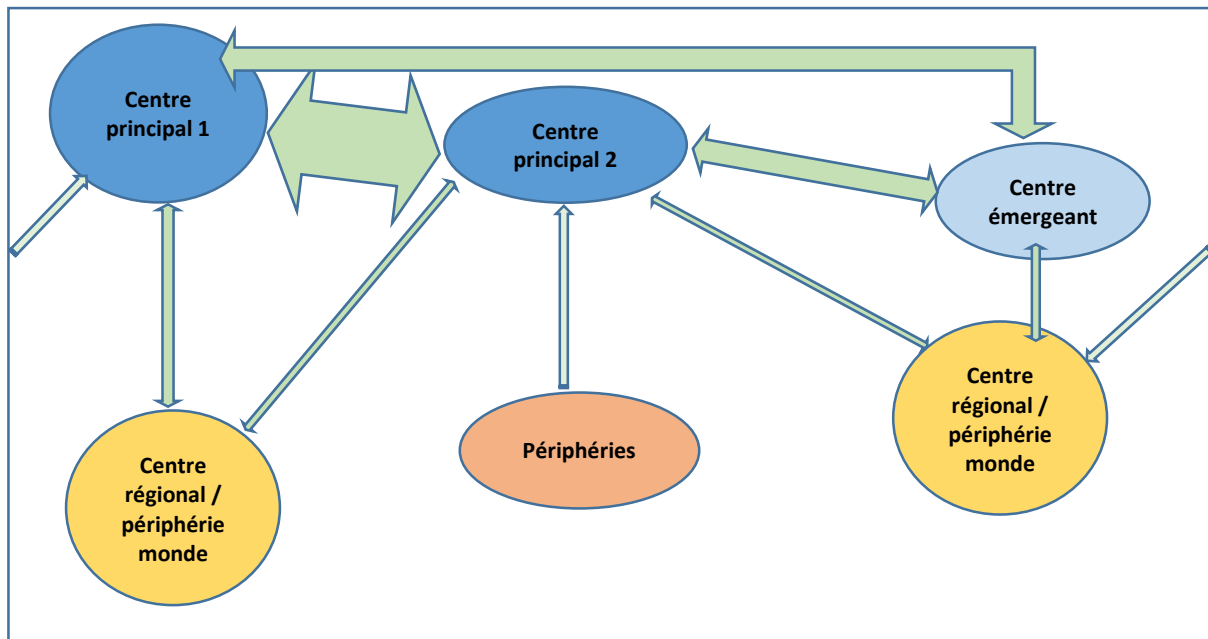 Centre
principal 1
Centre
principal 2
Centre
émergeant
Centre
régional /
périphérie
monde
Périphéries
Centre
régional /
périphérie
monde